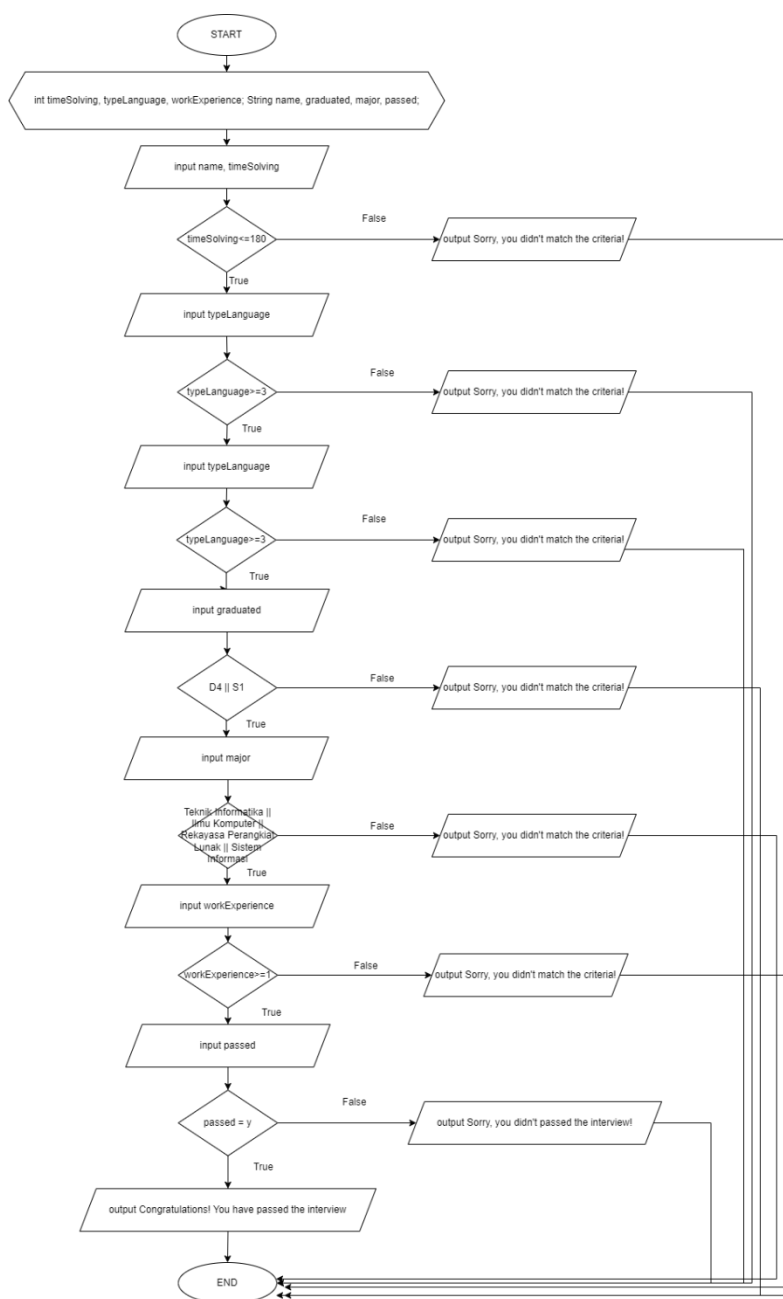 START
int timeSolving, typeLanguage, workExperience; String name, graduated, major, passed;
input name, timeSolving
False
timeSolving<=180
output Sorry, you didn't match the criteria!
True
input typeLanguage
False
typeLanguage>=3
output Sorry, you didn't match the criteria!
True
input typeLanguage
False
typeLanguage>=3
output Sorry, you didn't match the criteria!
True
input graduated
False
D4 || S1
output Sorry, you didn't match the criteria!
True
input major
Teknik Informatika ||
Ilmu Komputer ||
Rekayasa Perangkat
Lunak || Sistem
Informasi
False
output Sorry, you didn't match the criteria!
True
input workExperience
False
workExperience>=1
output Sorry, you didn't match the criteria!
True
input passed
False
passed = y
output Sorry, you didn't passed the interview!
True
output Congratulations! You have passed the interview
END